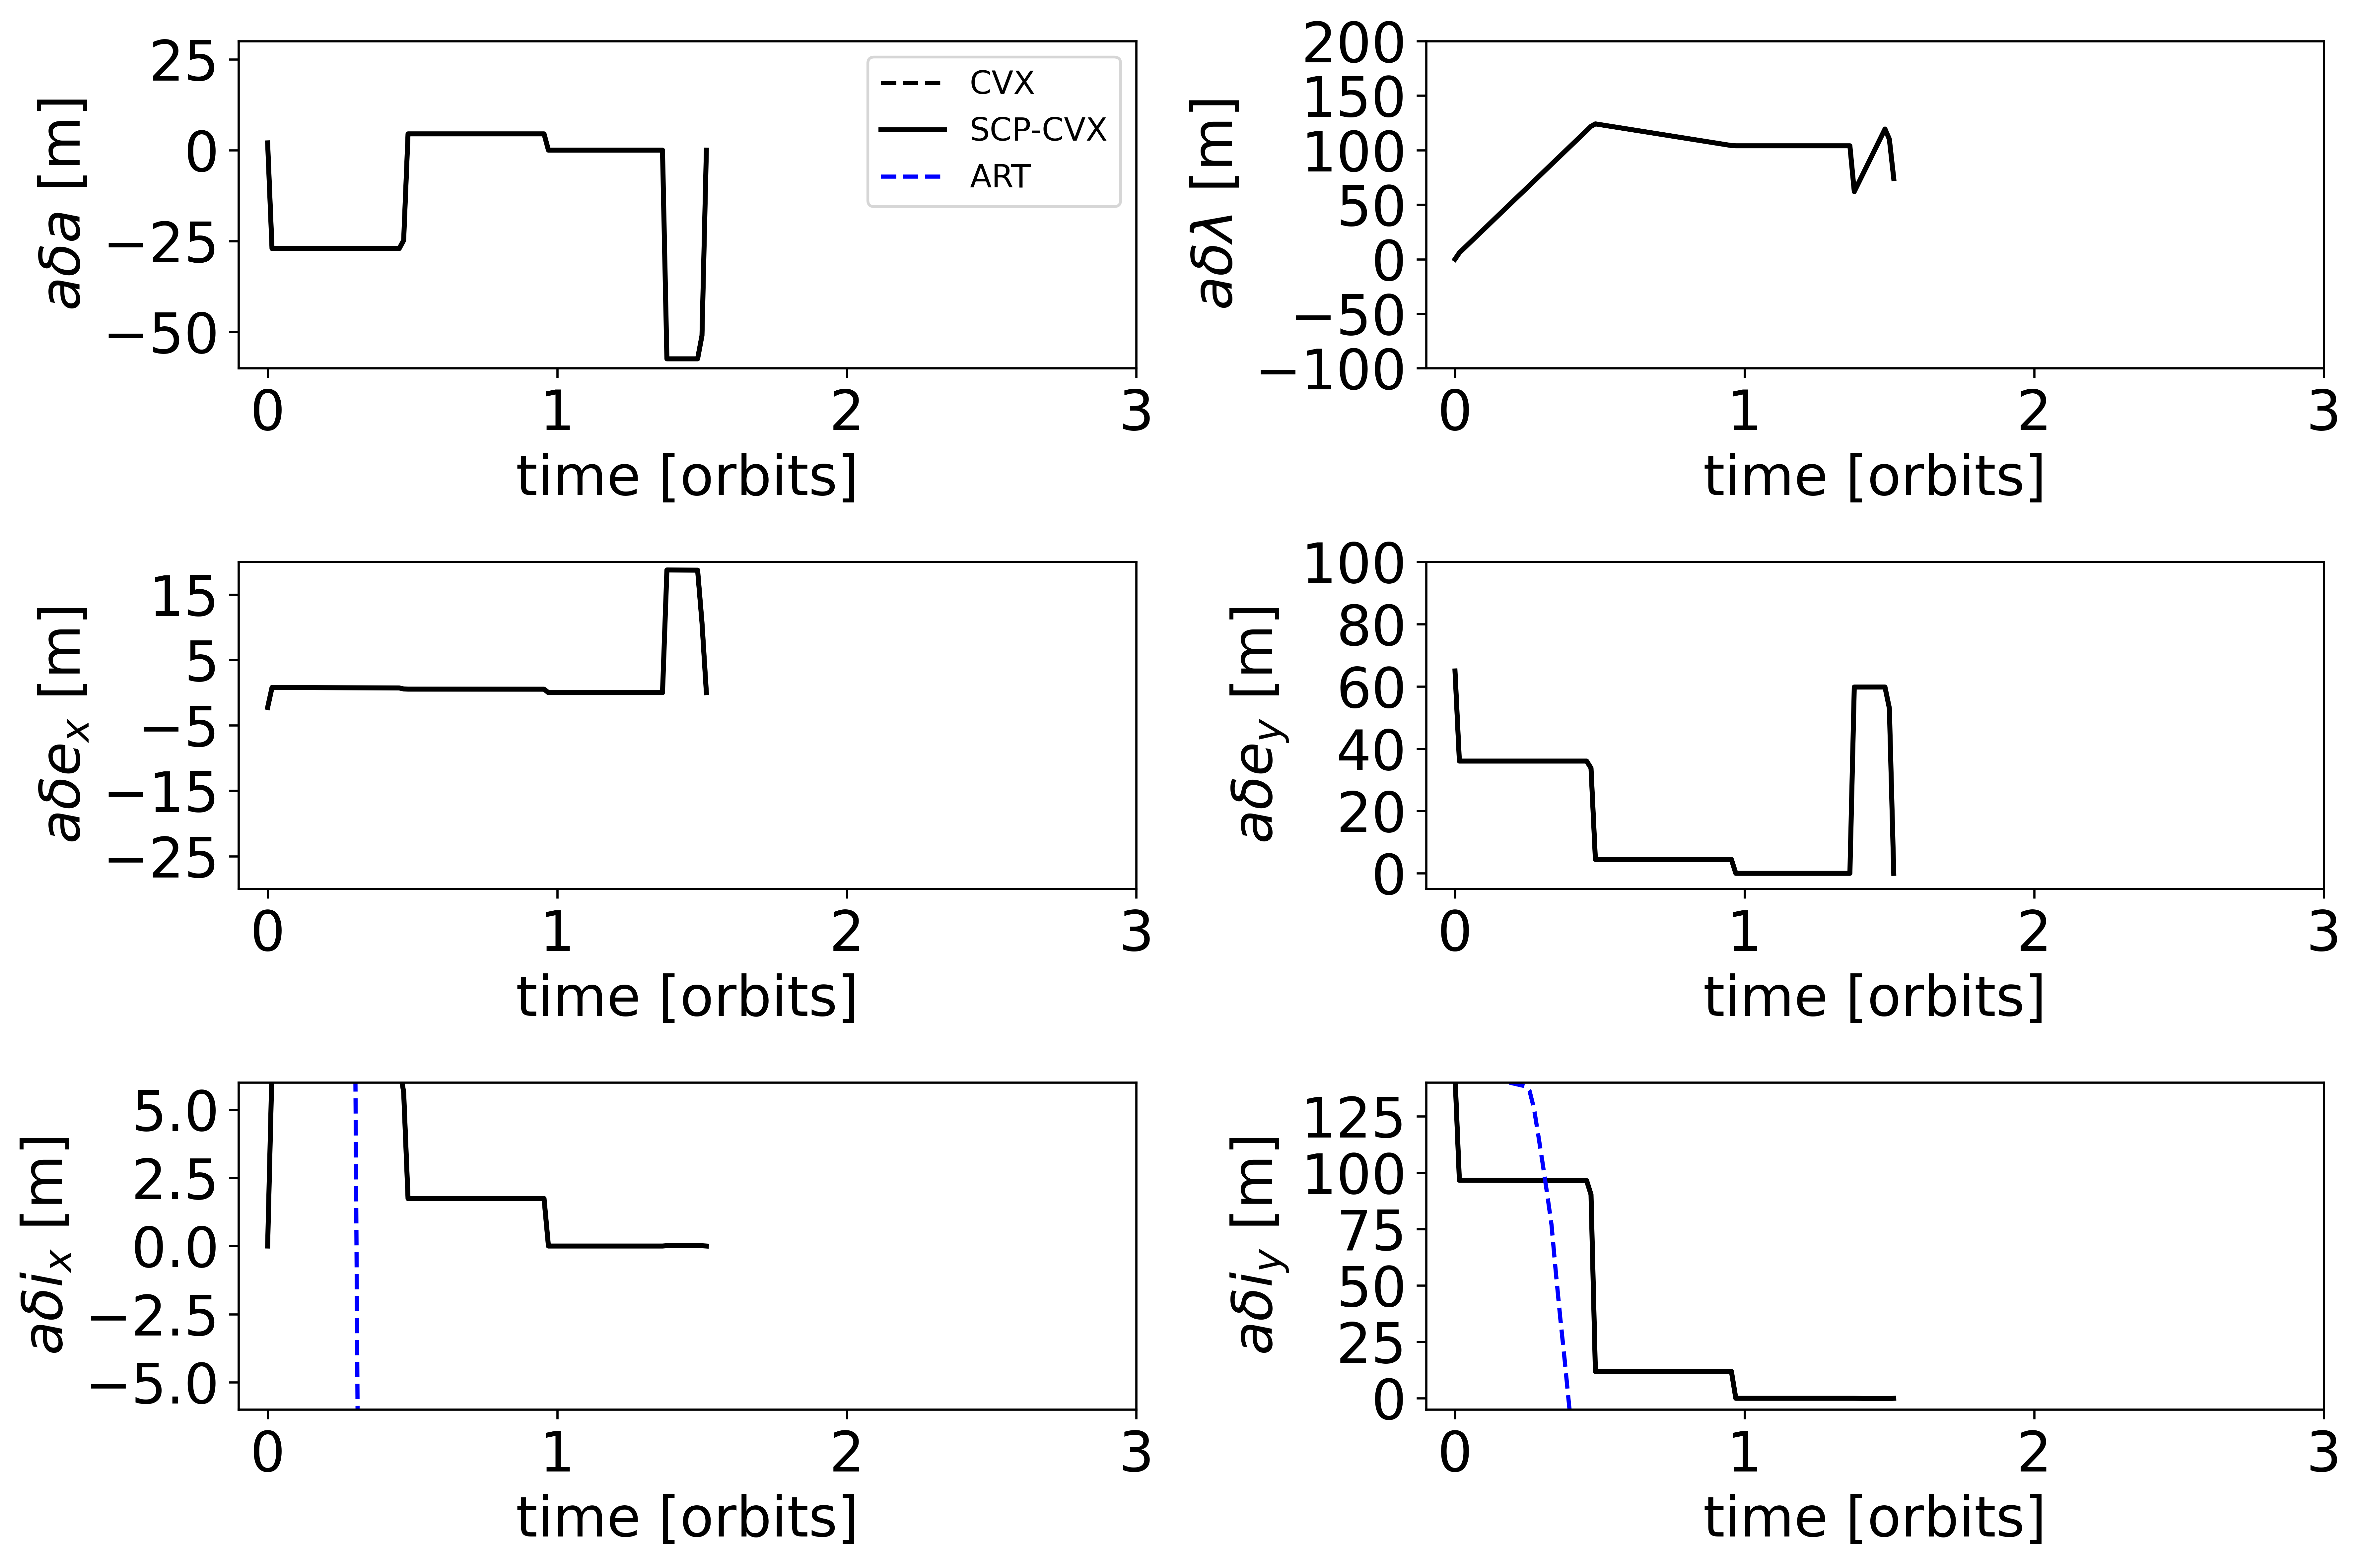 25
0
−25
−50
aδa [m]
CVX
SCP-CVX
ART
0 1 2 3
time [orbits]
200
150
100
50
0
−50
−100
aδλ [m]
0 1 2 3
time [orbits]
15
5
−5
−15
−25
aδeₓ [m]
0 1 2 3
time [orbits]
100
80
60
40
20
0
aδe_y [m]
0 1 2 3
time [orbits]
5.0
2.5
0.0
−2.5
−5.0
aδiₓ [m]
0 1 2 3
time [orbits]
125
100
75
50
25
0
aδi_y [m]
0 1 2 3
time [orbits]